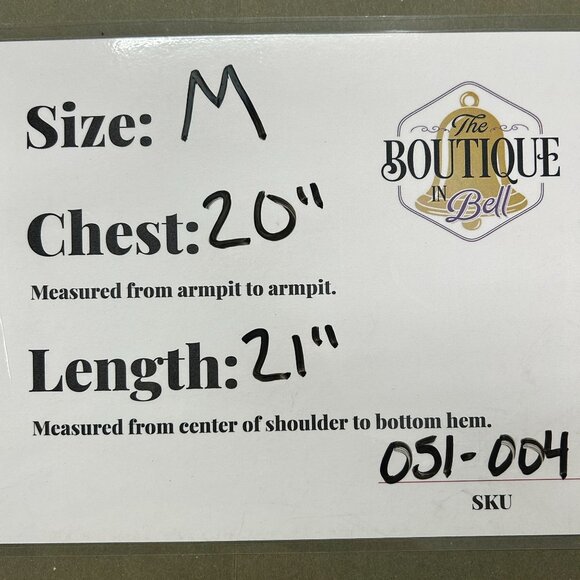 Size: M
The
BOUTIQUE
IN
Bell
Chest: 20"
Measured from armpit to armpit.
Length: 21"
Measured from center of shoulder to bottom hem.
051-004
SKU